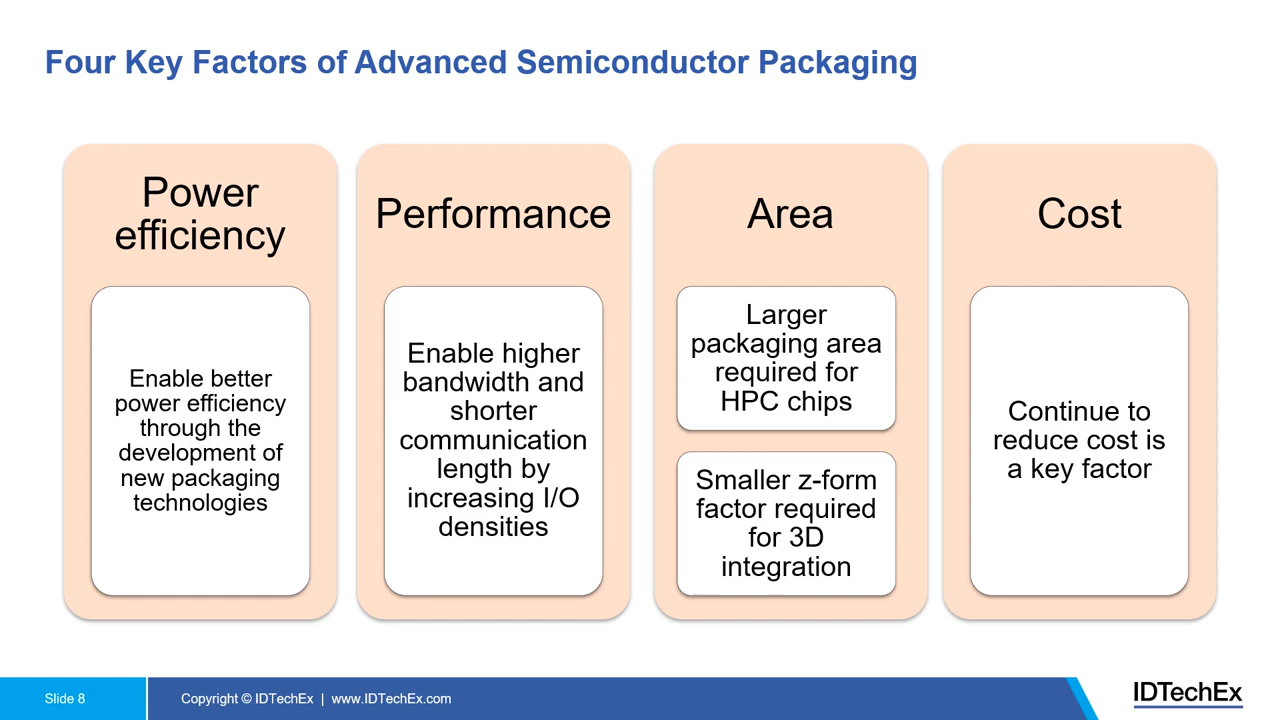 Four Key Factors of Advanced Semiconductor Packaging
Power
efficiency
Enable better
power efficiency
through the
development of
new packaging
technologies
Performance
Enable higher
bandwidth and
shorter
communication
length by
increasing I/O
densities
Area
Larger
packaging area
required for
HPC chips
Smaller z-form
factor required
for 3D
integration
Cost
Continue to
reduce cost is
a key factor
Slide 8
Copyright © IDTechEx | www.IDTechEx.com
IDTechEx